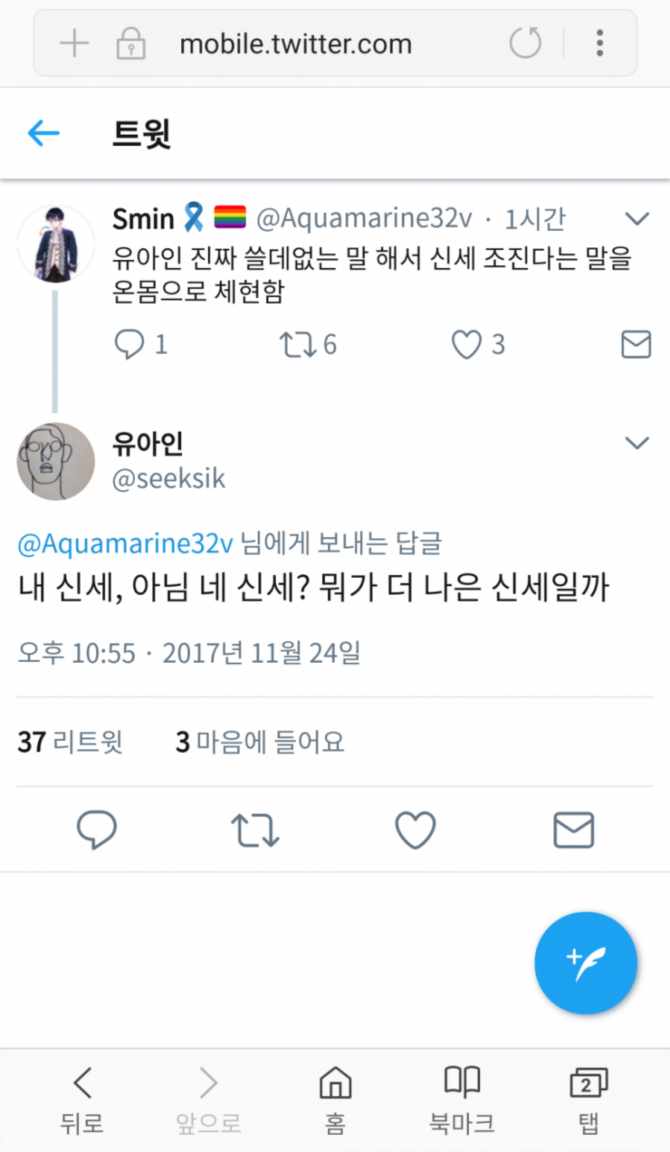 mobile.twitter.com
트윗
Smin @Aquamarine32v · 1시간
유아인 진짜 쓸데없는 말 해서 신세 조진다는 말을
온몸으로 체현함
1 6 3
유아인
@seeksik
@Aquamarine32v 님에게 보내는 답글
내 신세, 아님 네 신세? 뭐가 더 나은 신세일까
오후 10:55 · 2017년 11월 24일
37 리트윗 3 마음에 들어요
2
뒤로 앞으로 홈 북마크 탭